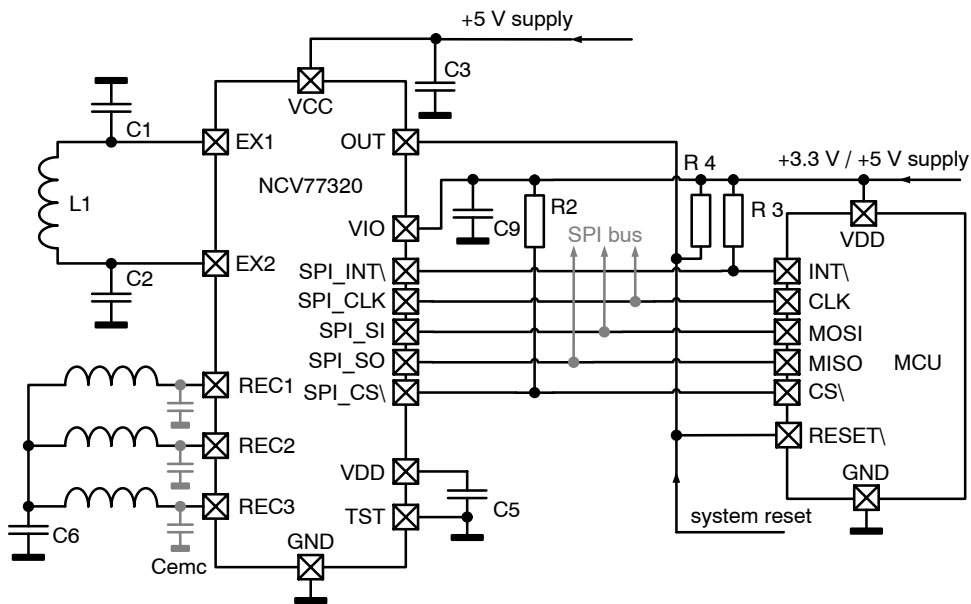 +5 V supply
C3
VCC
C1
EX1
OUT
R 4
+3.3 V / +5 V supply
NCV77320
L1
R2
R 3
C9
VIO
SPI bus
VDD
EX2
C2
SPI_INT\
INT\
SPI_CLK
CLK
SPI_SI
MOSI
SPI_SO
MISO
MCU
REC1
SPI_CS\
CS\
REC2
RESET\
VDD
GND
REC3
TST
C5
system reset
C6
GND
Cemc